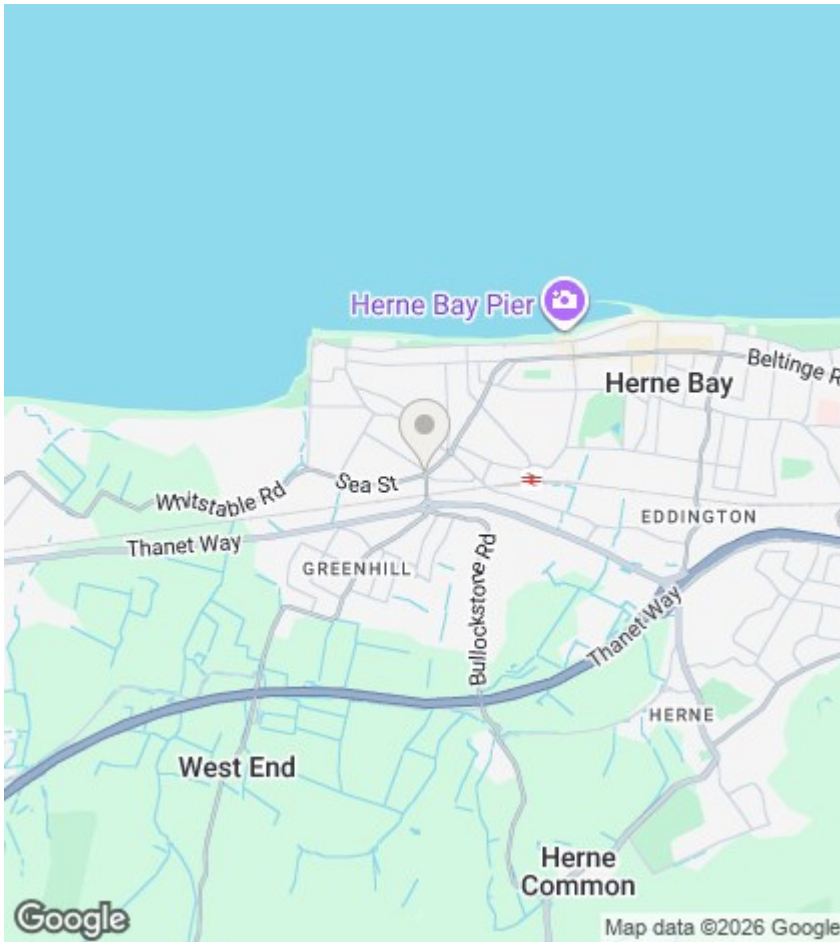 Herne Bay Pier
Beltinge R
Herne Bay
Sea St
Whitstable Rd
EDDINGTON
Thanet Way
GREENHILL
Bullockstone Rd
Thanet Way
HERNE
West End
Herne
Common
Google
Map data ©2026 Google